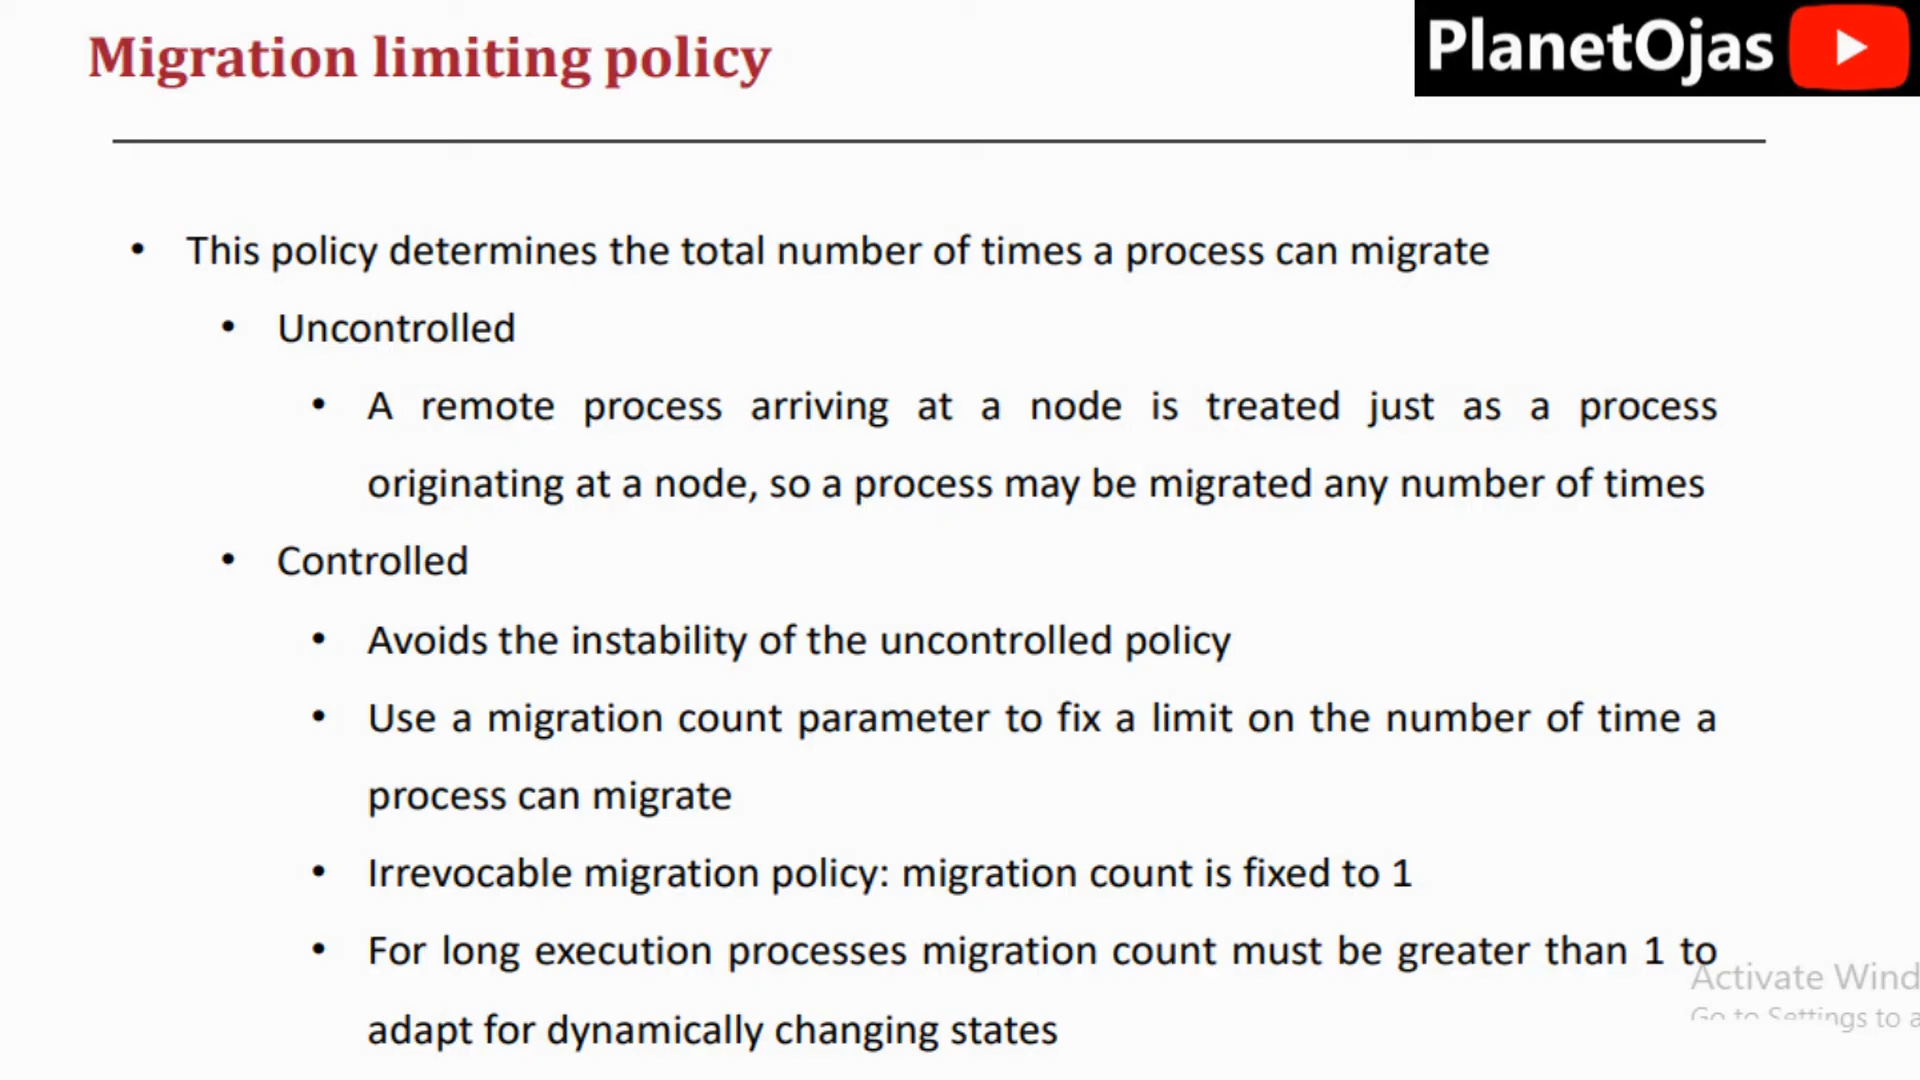 Migration limiting policy
PlanetOjas
• This policy determines the total number of times a process can migrate
• Uncontrolled
• A remote process arriving at a node is treated just as a process
originating at a node, so a process may be migrated any number of times
• Controlled
• Avoids the instability of the uncontrolled policy
• Use a migration count parameter to fix a limit on the number of time a
process can migrate
• Irrevocable migration policy: migration count is fixed to 1
• For long execution processes migration count must be greater than 1 to
adapt for dynamically changing states
Activate Wind
Go to Settings to a